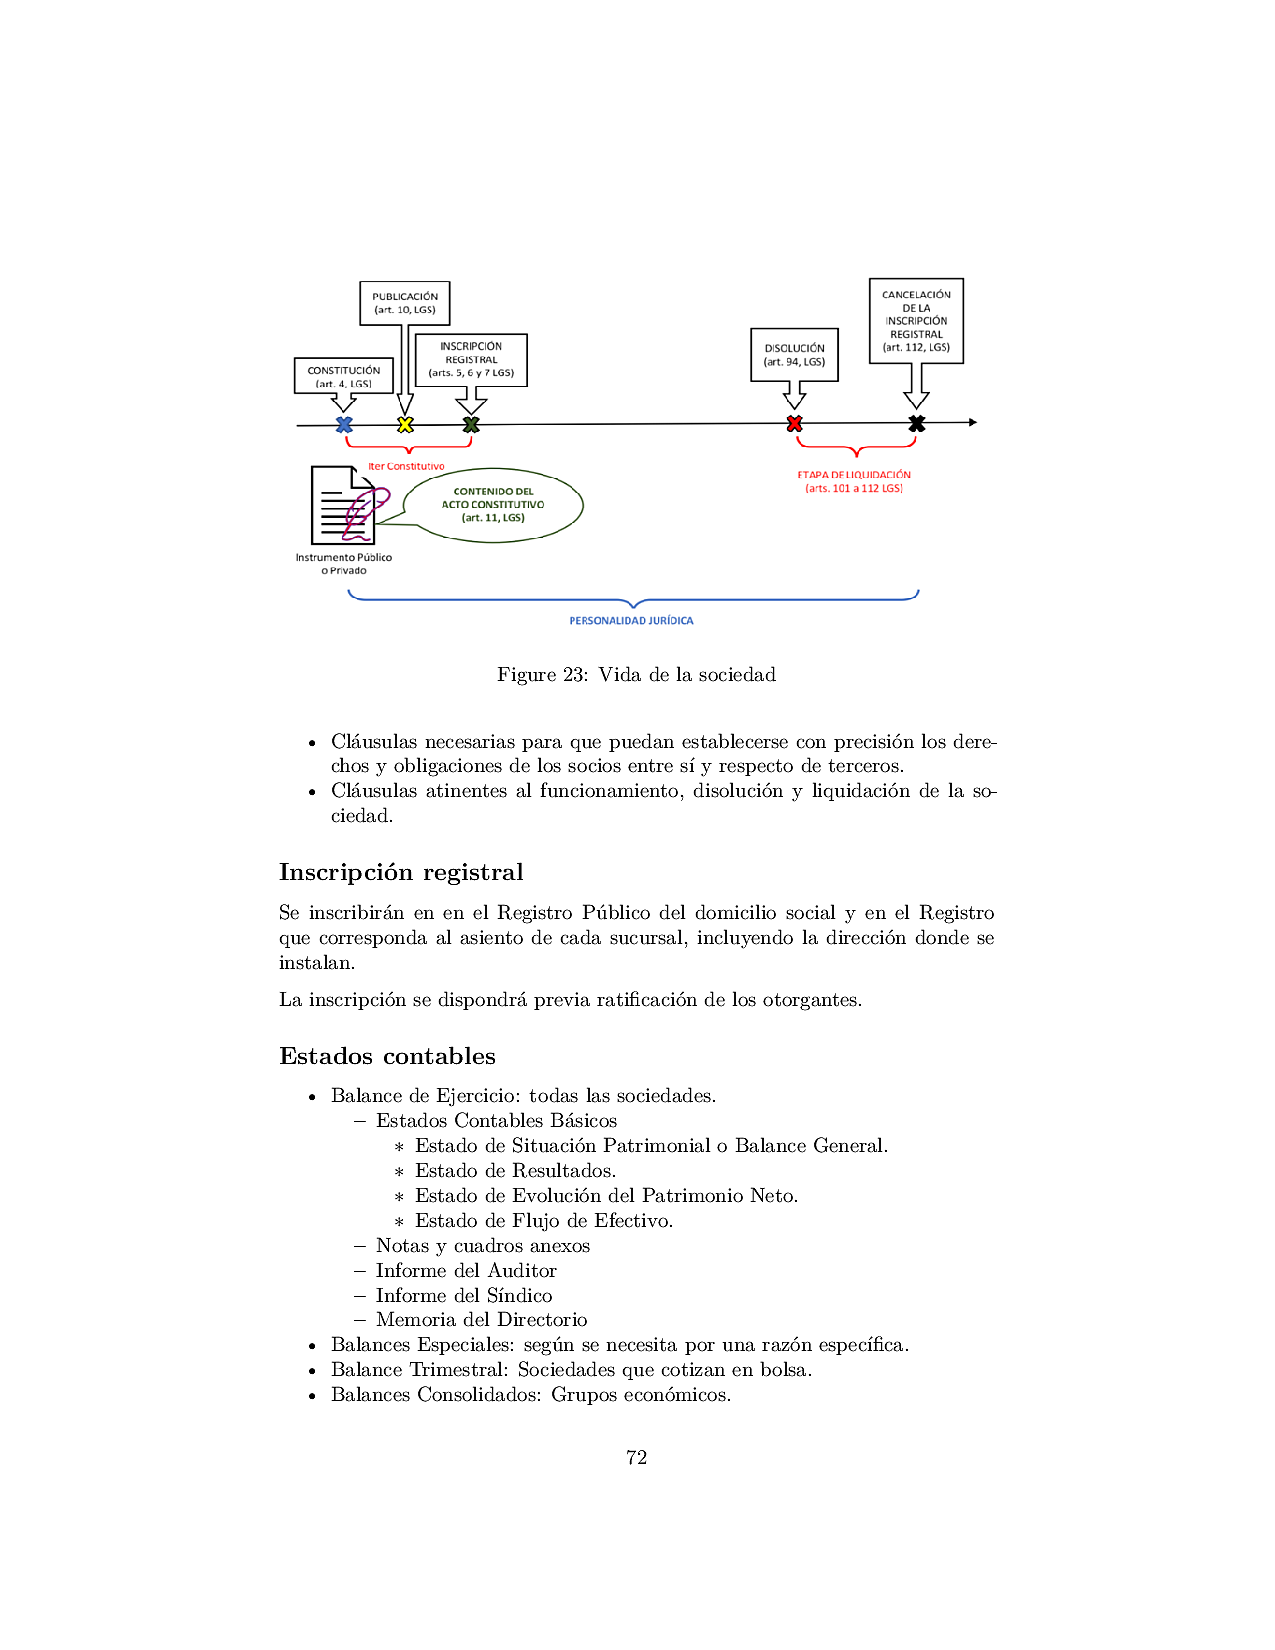 PUBLICACIÓN
(art. 10, LGS)
CANCELACIÓN
DE LA
INSCRIPCIÓN
REGISTRAL
(art. 112, LGS)
INSCRIPCIÓN
REGISTRAL
(arts. 5, 6 y 7 LGS)
DISOLUCIÓN
(art. 94, LGS)
CONSTITUCIÓN
(art. 4, LGS)
Iter Constitutivo
ETAPA DE LIQUIDACIÓN
(arts. 101 a 112 LGS)
CONTENIDO DEL
ACTO CONSTITUTIVO
(art. 11, LGS)
Instrumento Público
o Privado
PERSONALIDAD JURÍDICA
Figure 23: Vida de la sociedad
• Cláusulas necesarias para que puedan establecerse con precisión los dere-
chos y obligaciones de los socios entre sí y respecto de terceros.
• Cláusulas atinentes al funcionamiento, disolución y liquidación de la so-
ciedad.
Inscripción registral
Se inscribirán en en el Registro Público del domicilio social y en el Registro
que corresponda al asiento de cada sucursal, incluyendo la dirección donde se
instalan.
La inscripción se dispondrá previa ratificación de los otorgantes.
Estados contables
• Balance de Ejercicio: todas las sociedades.
– Estados Contables Básicos
∗ Estado de Situación Patrimonial o Balance General.
∗ Estado de Resultados.
∗ Estado de Evolución del Patrimonio Neto.
∗ Estado de Flujo de Efectivo.
– Notas y cuadros anexos
– Informe del Auditor
– Informe del Síndico
– Memoria del Directorio
• Balances Especiales: según se necesita por una razón específica.
• Balance Trimestral: Sociedades que cotizan en bolsa.
• Balances Consolidados: Grupos económicos.
72